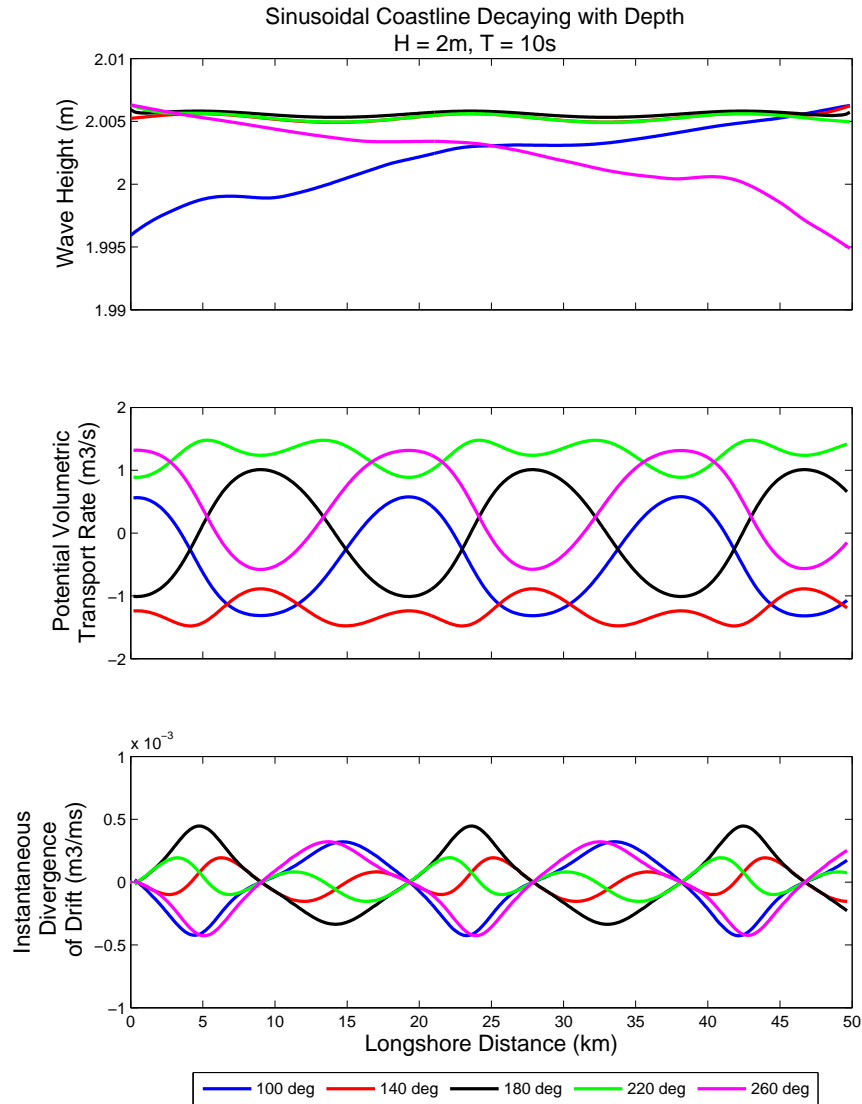 Sinusoidal Coastline Decaying with Depth
H = 2m, T = 10s
2.01
2.005
2
1.995
1.99
Wave Height (m)
2
1
0
−1
−2
Potential Volumetric
Transport Rate (m3/s)
x 10⁻³
1
0.5
0
−0.5
−1
Instantaneous
Divergence
of Drift (m3/ms)
0 5 10 15 20 25 30 35 40 45 50
Longshore Distance (km)
100 deg 140 deg 180 deg 220 deg 260 deg